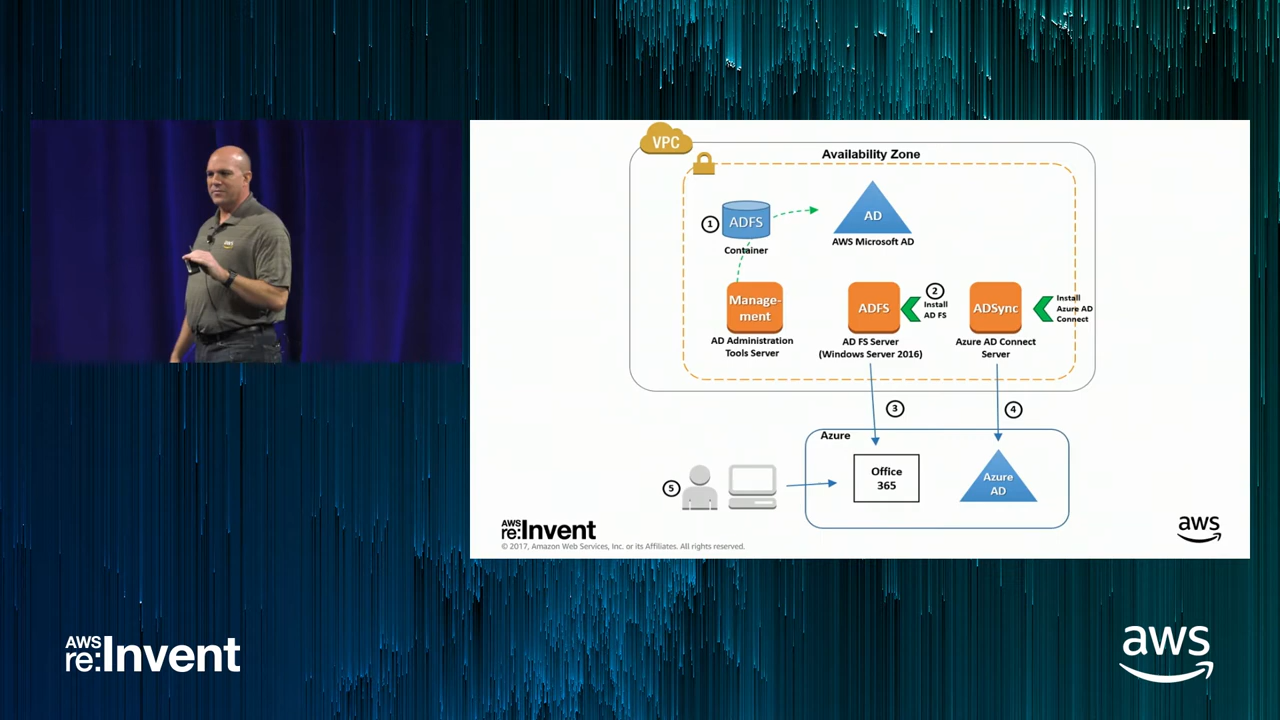 VPC
Availability Zone
1
ADFS
Container
AD
AWS Microsoft AD
Manage-
ment
AD Administration
Tools Server
ADFS
2
Install
AD FS
AD FS Server
(Windows Server 2016)
ADSync
Install
Azure AD
Connect
Azure AD Connect
Server
3
4
Azure
5
Office
365
Azure
AD
AWS
re:Invent
© 2017, Amazon Web Services, Inc. or its Affiliates. All rights reserved.
aws
AWS
re:Invent
aws